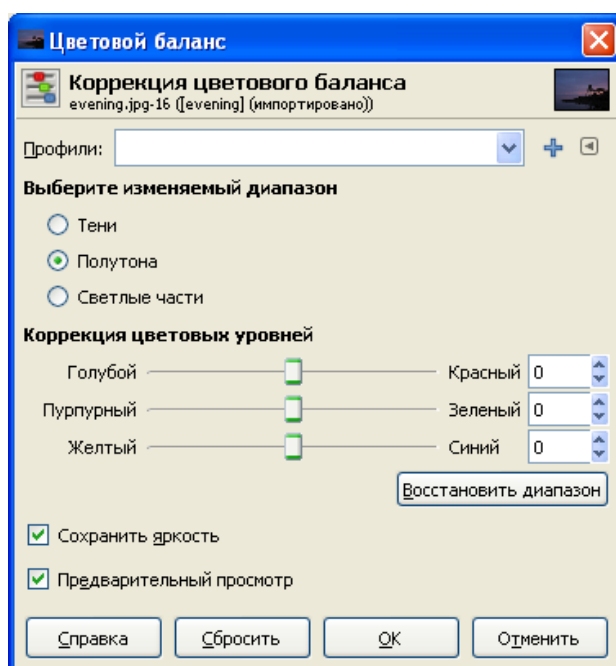 Цветовой баланс
Коррекция цветового баланса
evening.jpg-16 ([evening] (импортировано))
Профили:
Выберите изменяемый диапазон
Тени
Полутона
Светлые части
Коррекция цветовых уровней
Голубой Красный 0
Пурпурный Зеленый 0
Желтый Синий 0
Восстановить диапазон
Сохранить яркость
Предварительный просмотр
Справка Сбросить OK Отменить